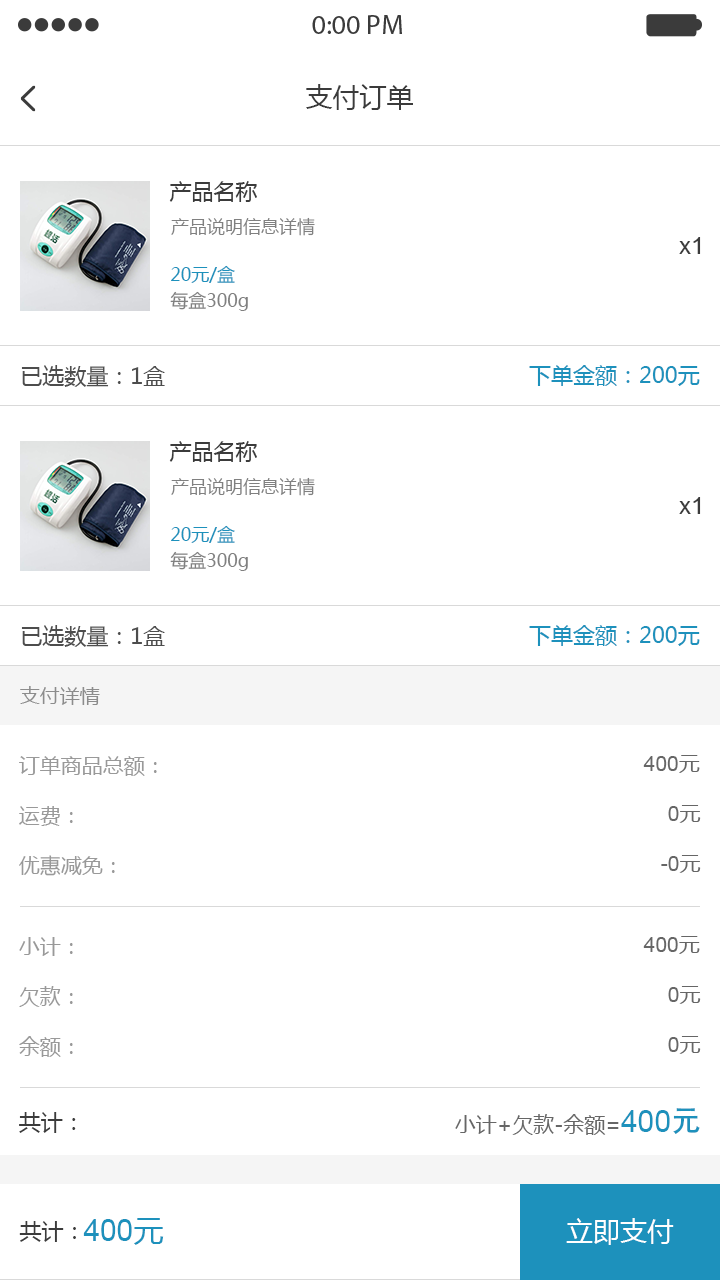 0:00 PM
支付订单
产品名称
产品说明信息详情
20元/盒
每盒300g
x1
已选数量：1盒
下单金额：200元
产品名称
产品说明信息详情
20元/盒
每盒300g
x1
已选数量：1盒
下单金额：200元
支付详情
订单商品总额： 400元
运费： 0元
优惠减免： -0元
小计： 400元
欠款： 0元
余额： 0元
共计： 小计+欠款-余额=400元
共计：400元
立即支付